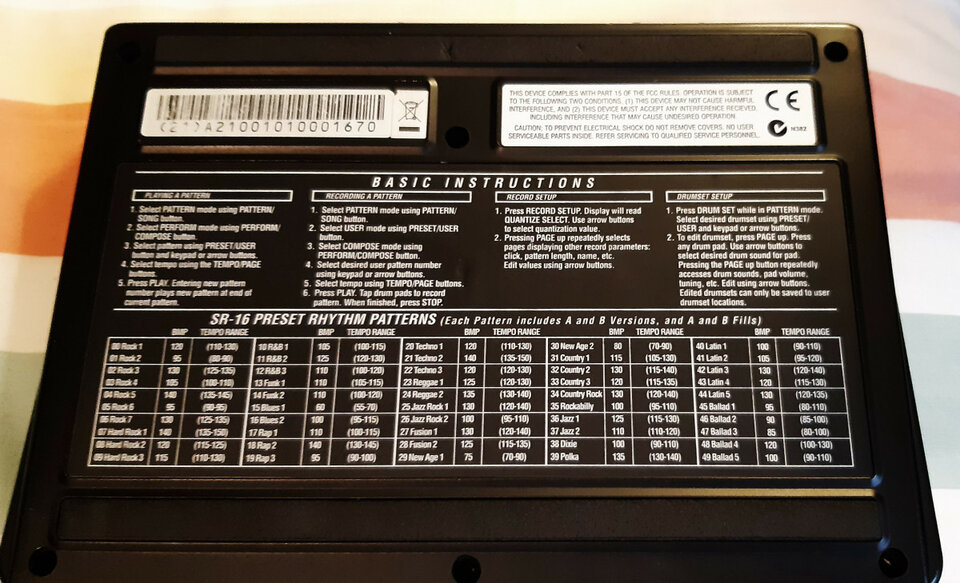 (21)A21001010001670
THIS DEVICE COMPLIES WITH PART 15 OF THE FCC RULES. OPERATION IS SUBJECT
TO THE FOLLOWING TWO CONDITIONS. (1) THIS DEVICE MAY NOT CAUSE HARMFUL
INTERFERENCE, AND (2) THIS DEVICE MUST ACCEPT ANY INTERFERENCE RECIEVED,
INCLUDING INTERFERENCE THAT MAY CAUSE UNDESIRED OPERATION.
CAUTION: TO PREVENT ELECTRICAL SHOCK DO NOT REMOVE COVERS. NO USER
SERVICEABLE PARTS INSIDE. REFER SERVICING TO QUALIFIED SERVICE PERSONNEL.
CE
N382
BASIC INSTRUCTIONS
PLAYING A PATTERN
1. Select PATTERN mode using PATTERN/
SONG button.
2. Select PERFORM mode using PERFORM/
COMPOSE button.
3. Select pattern using PRESET/USER
button and keypad or arrow buttons.
4. Select tempo using the TEMPO/PAGE
buttons.
5. Press PLAY. Entering new pattern
number plays new pattern at end of
current pattern.
RECORDING A PATTERN
1. Select PATTERN mode using PATTERN/
SONG button.
2. Select USER mode using PRESET/USER
button.
3. Select COMPOSE mode using
PERFORM/COMPOSE button.
4. Select desired user pattern number
using keypad or arrow buttons.
5. Select tempo using TEMPO/PAGE buttons.
6. Press PLAY. Tap drum pads to record
pattern. When finished, press STOP.
RECORD SETUP
1. Press RECORD SETUP. Display will read
QUANTIZE SELECT. Use arrow buttons
to select quantization value.
2. Pressing PAGE up repeatedly selects
pages displaying other record parameters:
click, pattern length, name, etc.
Edit values using arrow buttons.
DRUMSET SETUP
1. Press DRUM SET while in PATTERN mode.
Select desired drumset using PRESET/
USER and keypad or arrow buttons.
2. To edit drumset, press PAGE up. Press
any drum pad. Use arrow buttons to
select desired drum sound for pad.
Pressing the PAGE up button repeatedly
accesses drum sounds, pad volume,
tuning, etc. Edit using arrow buttons.
Edited drumsets can only be saved to user
drumset locations.
SR-16 PRESET RHYTHM PATTERNS (Each Pattern includes A and B Versions, and A and B Fills)
BMP TEMPO RANGE BMP TEMPO RANGE BMP TEMPO RANGE BMP TEMPO RANGE BMP TEMPO RANGE
00 Rock 1 120 (110-130) 10 R&B 1 105 (100-115) 20 Techno 1 120 (110-130) 30 New Age 2 80 (70-90) 40 Latin 1 100 (90-110)
01 Rock 2 95 (80-90) 11 R&B 2 125 (120-130) 21 Techno 2 140 (135-150) 31 Country 1 115 (105-130) 41 Latin 2 105 (95-120)
02 Rock 3 130 (125-135) 12 R&B 3 110 (100-120) 22 Techno 3 130 (120-140) 32 Country 2 130 (115-140) 42 Latin 3 130 (120-140)
03 Rock 4 105 (100-110) 13 Funk 1 110 (105-115) 23 Reggae 1 125 (120-130) 33 Country 3 120 (115-135) 43 Latin 4 120 (115-130)
04 Rock 5 140 (135-145) 14 Funk 2 110 (100-120) 24 Reggae 2 135 (130-140) 34 Country Rock 130 (120-140) 44 Latin 5 130 (120-135)
05 Rock 6 95 (90-95) 15 Blues 1 60 (55-70) 25 Jazz Rock 1 130 (120-140) 35 Rockabilly 100 (95-110) 45 Ballad 1 95 (80-110)
06 Rock 7 130 (125-135) 16 Blues 2 100 (95-115) 26 Jazz Rock 2 100 (95-110) 36 Jazz 1 125 (115-130) 46 Ballad 2 90 (85-100)
07 Hard Rock 1 140 (135-150) 17 Rap 1 110 (100-115) 27 Fusion 1 130 (120-140) 37 Jazz 2 110 (110-120) 47 Ballad 3 85 (80-100)
08 Hard Rock 2 120 (115-125) 18 Rap 2 140 (130-145) 28 Fusion 2 125 (115-135) 38 Dixie 100 (90-110) 48 Ballad 4 120 (100-130)
09 Hard Rock 3 115 (110-130) 19 Rap 3 95 (90-100) 29 New Age 1 75 (70-90) 39 Polka 135 (130-140) 49 Ballad 5 100 (90-110)